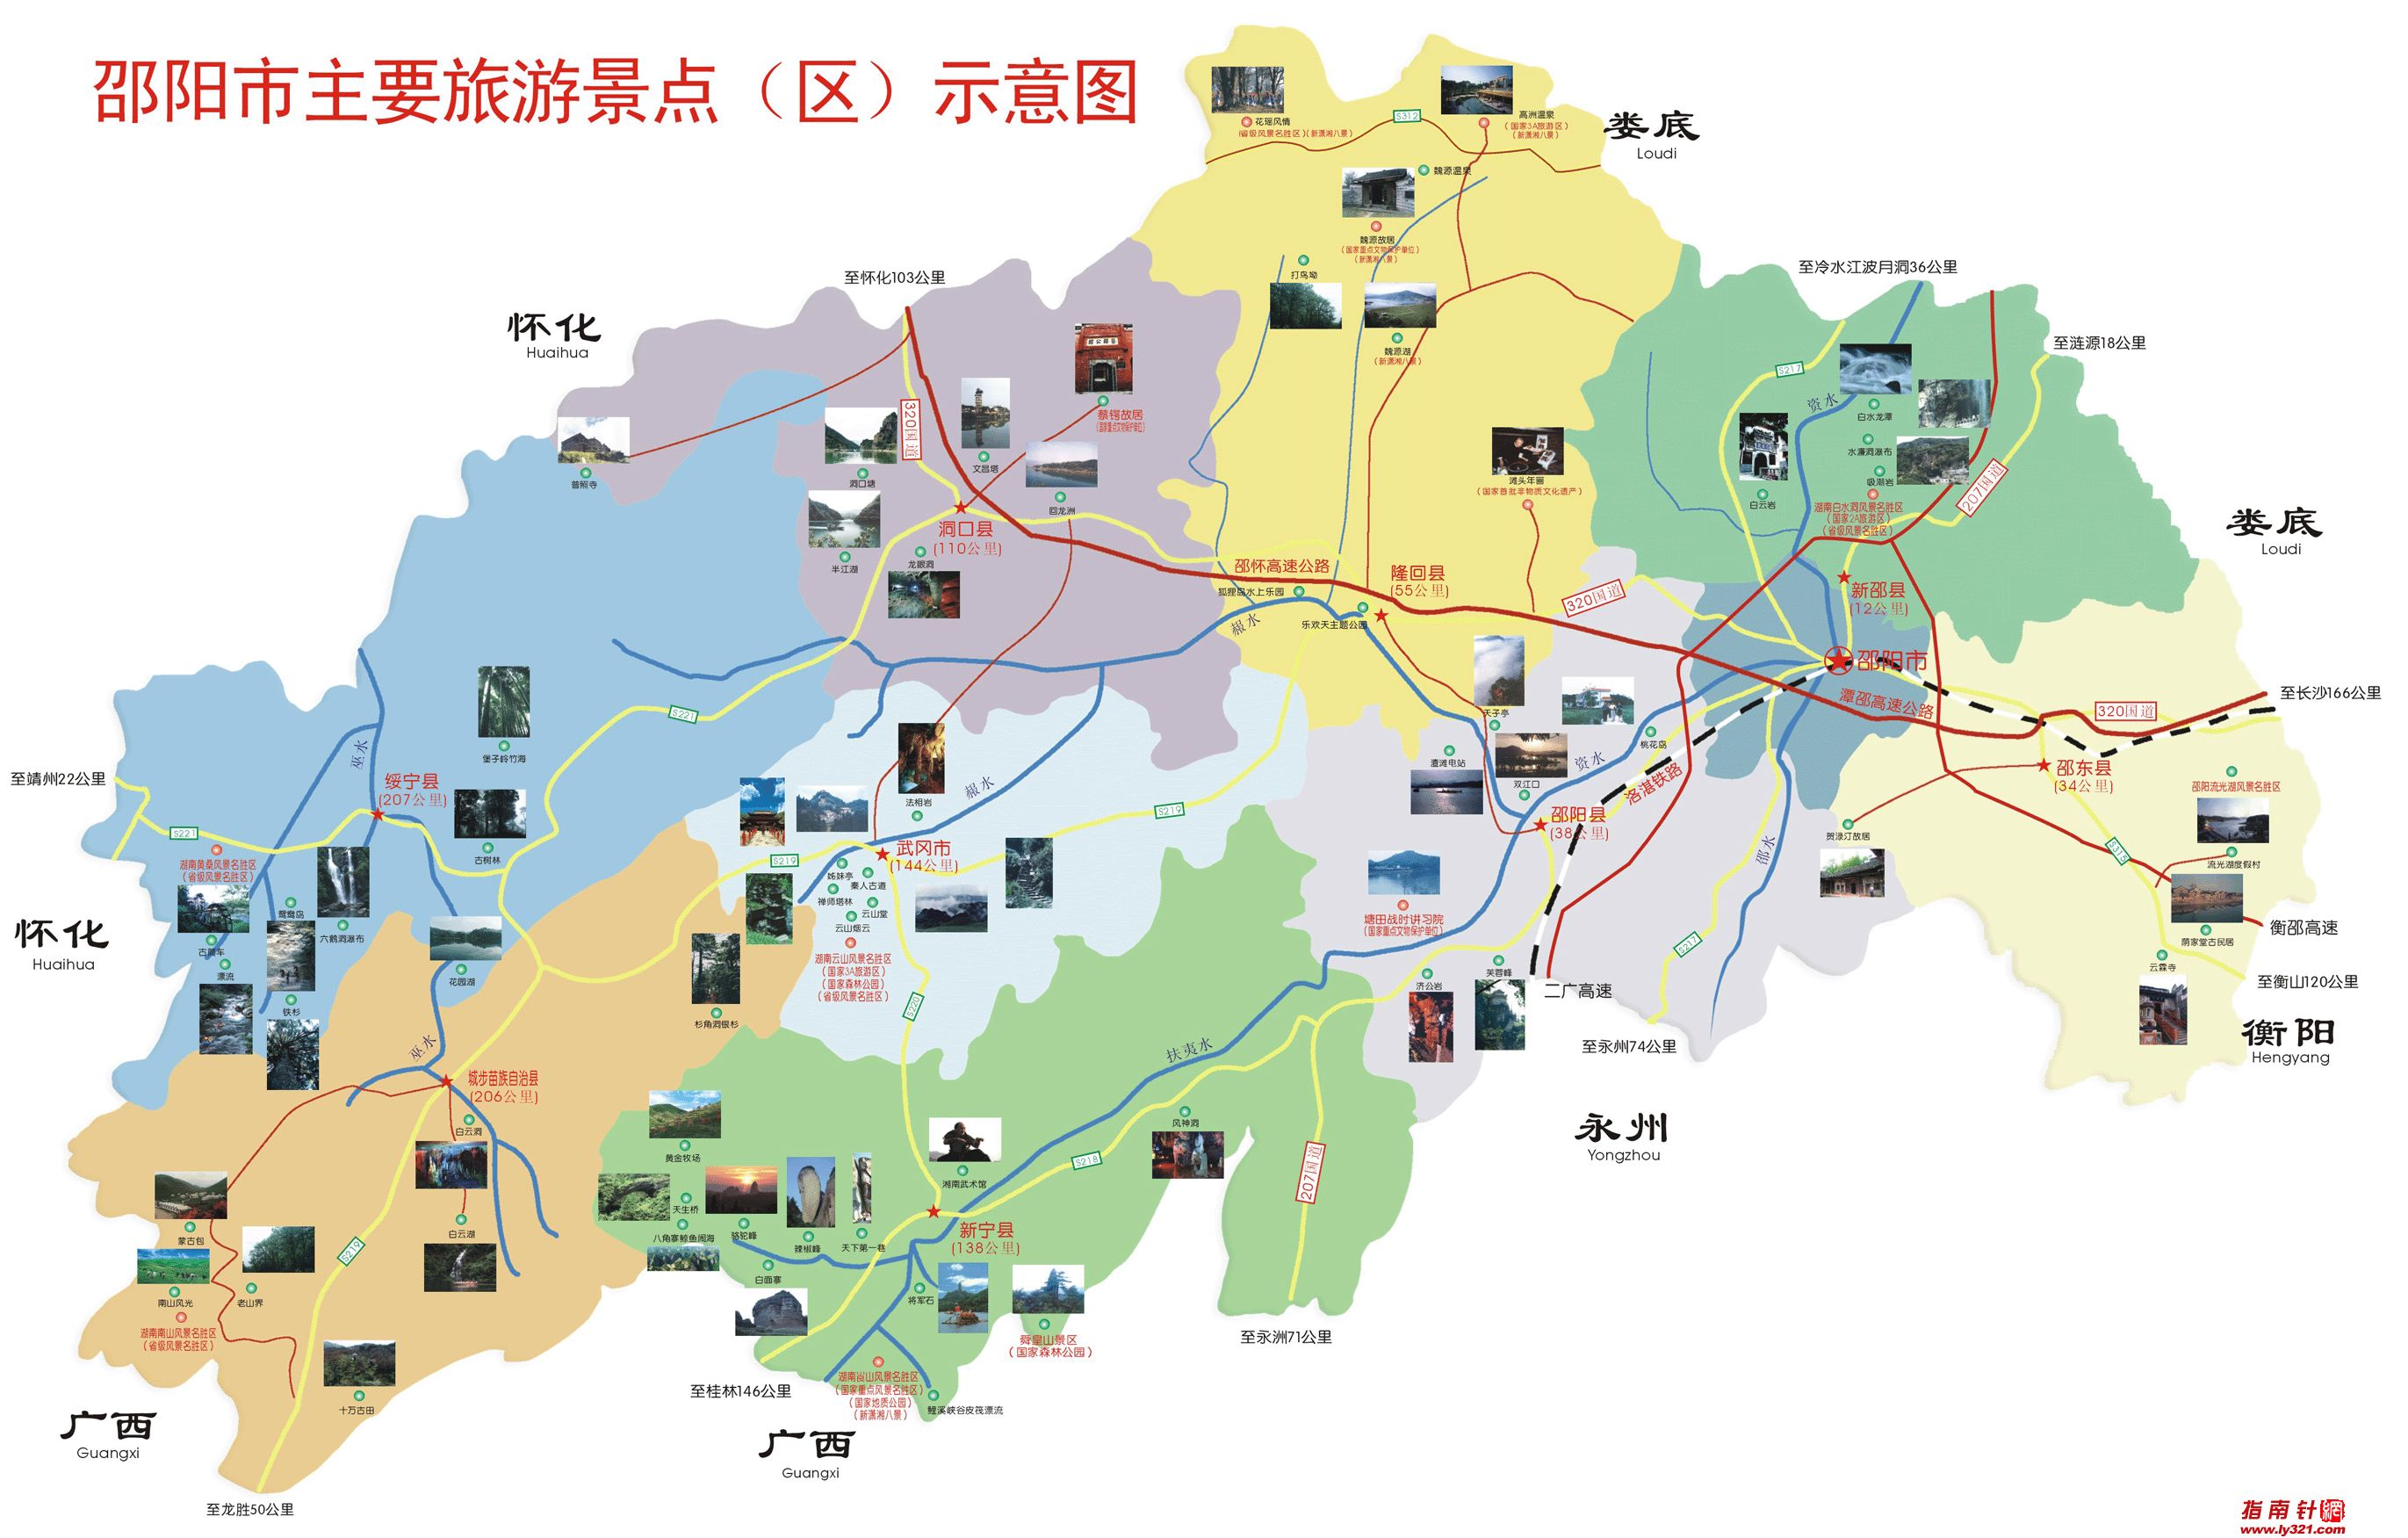 邵阳市主要旅游景点（区）示意图
花瑶风情
(省级风景名胜区)(新潇湘八景)
S312
高洲温泉
(国家3A旅游区)
(新潇湘八景)
娄底
Loudi
魏源温泉
魏源故居
(国家重点文物保护单位)
(新潇湘八景)
打鸟坳
魏源湖
(新潇湘八景)
至怀化103公里
怀化
Huaihua
至冷水江波月洞36公里
至涟源18公里
S217
资水
白水龙潭
水濂洞瀑布
吸潮岩
白云岩
湖南白水洞风景名胜区
(国家2A旅游区)
(省级风景名胜区)
207国道
320国道
蔡锷故居
(国家重点文物保护单位)
文昌塔
洞口塘
普照寺
回龙洲
洞口县
(110公里)
半江湖
龙眼洞
滩头年画
(国家首批非物质文化遗产)
娄底
Loudi
邵怀高速公路
隆回县
(55公里)
狐狸岛水上乐园
乐欢天主题公园
赧水
320国道
新邵县
(12公里)
邵阳市
潭邵高速公路
320国道
至长沙166公里
天子亭
桃花岛
资水
洛湛铁路
双江口
遭滩电站
邵阳县
(38公里)
邵东县
(34公里)
邵阳流光湖风景名胜区
流光湖度假村
贺渌汀故居
S315
荫家堂古民居
衡邵高速
云霖寺
至衡山120公里
衡阳
Hengyang
邵水
S217
至永州74公里
二广高速
永州
Yongzhou
塘田战时讲习院
(国家重点文物保护单位)
芙蓉峰
济公岩
S221
堡子岭竹海
巫水
至靖州22公里
绥宁县
(207公里)
古树林
S221
湖南黄桑风景名胜区
(省级风景名胜区)
鸳鸯岛
六鹅洞瀑布
漂流
铁杉
花园湖
怀化
Huaihua
法相岩
赧水
S219
S219
武冈市
(144公里)
姊妹亭
秦人古道
禅师塔林
云山堂
云山烟云
湖南云山风景名胜区
(国家3A旅游区)
(国家森林公园)
(省级风景名胜区)
杉角洞银杉
S220
扶夷水
巫水
城步苗族自治县
(206公里)
白云洞
白云湖
蒙古包
南山风光
老山界
湖南南山风景名胜区
(省级风景名胜区)
S219
十万古田
广西
Guangxi
至龙胜50公里
黄金牧场
天生桥
八角寨鲸鱼闹海
骆驼峰
辣椒峰
天下第一巷
湘南武术馆
新宁县
(138公里)
S218
风神洞
207国道
白面寨
将军石
舜皇山景区
(国家森林公园)
至永洲71公里
至桂林146公里
湖南崀山风景名胜区
(国家重点风景名胜区)
(国家地质公园)
(新潇湘八景)
鲤溪峡谷皮筏漂流
广西
Guangxi
指南针網
www.ly321.com